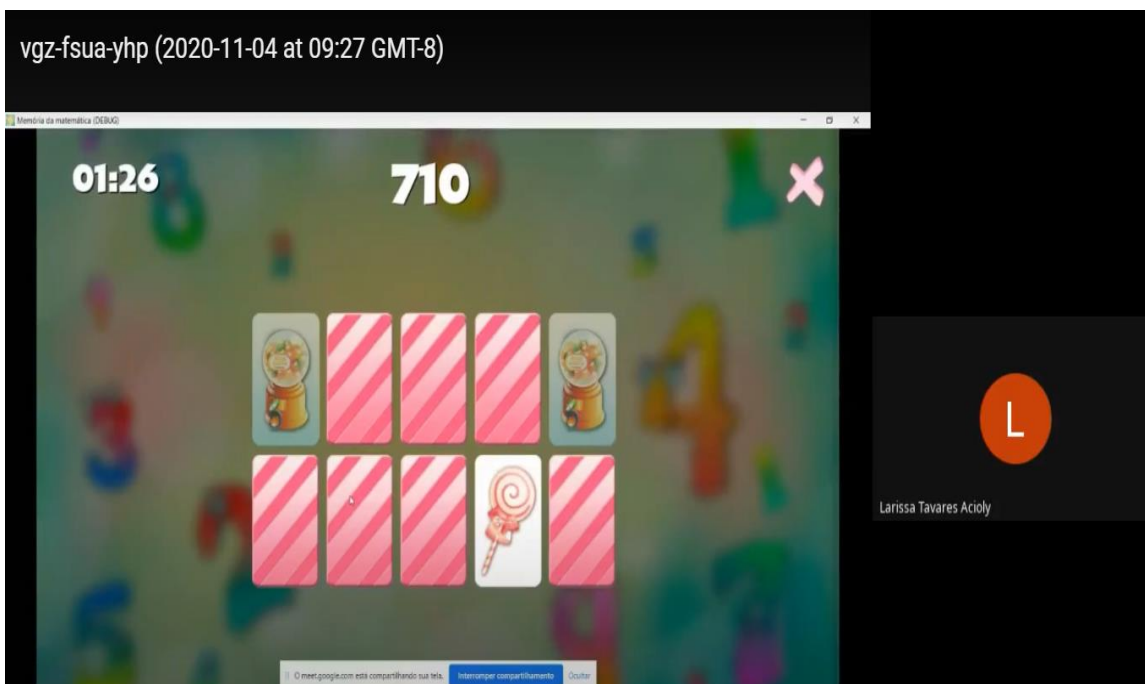 vgz-fsua-yhp (2020-11-04 at 09:27 GMT-8)
Memória da matemática (DEBUG)
01:26
710
L
Larissa Tavares Acioly
O meet.google.com está compartilhando sua tela.
Interromper compartilhamento
Ocultar